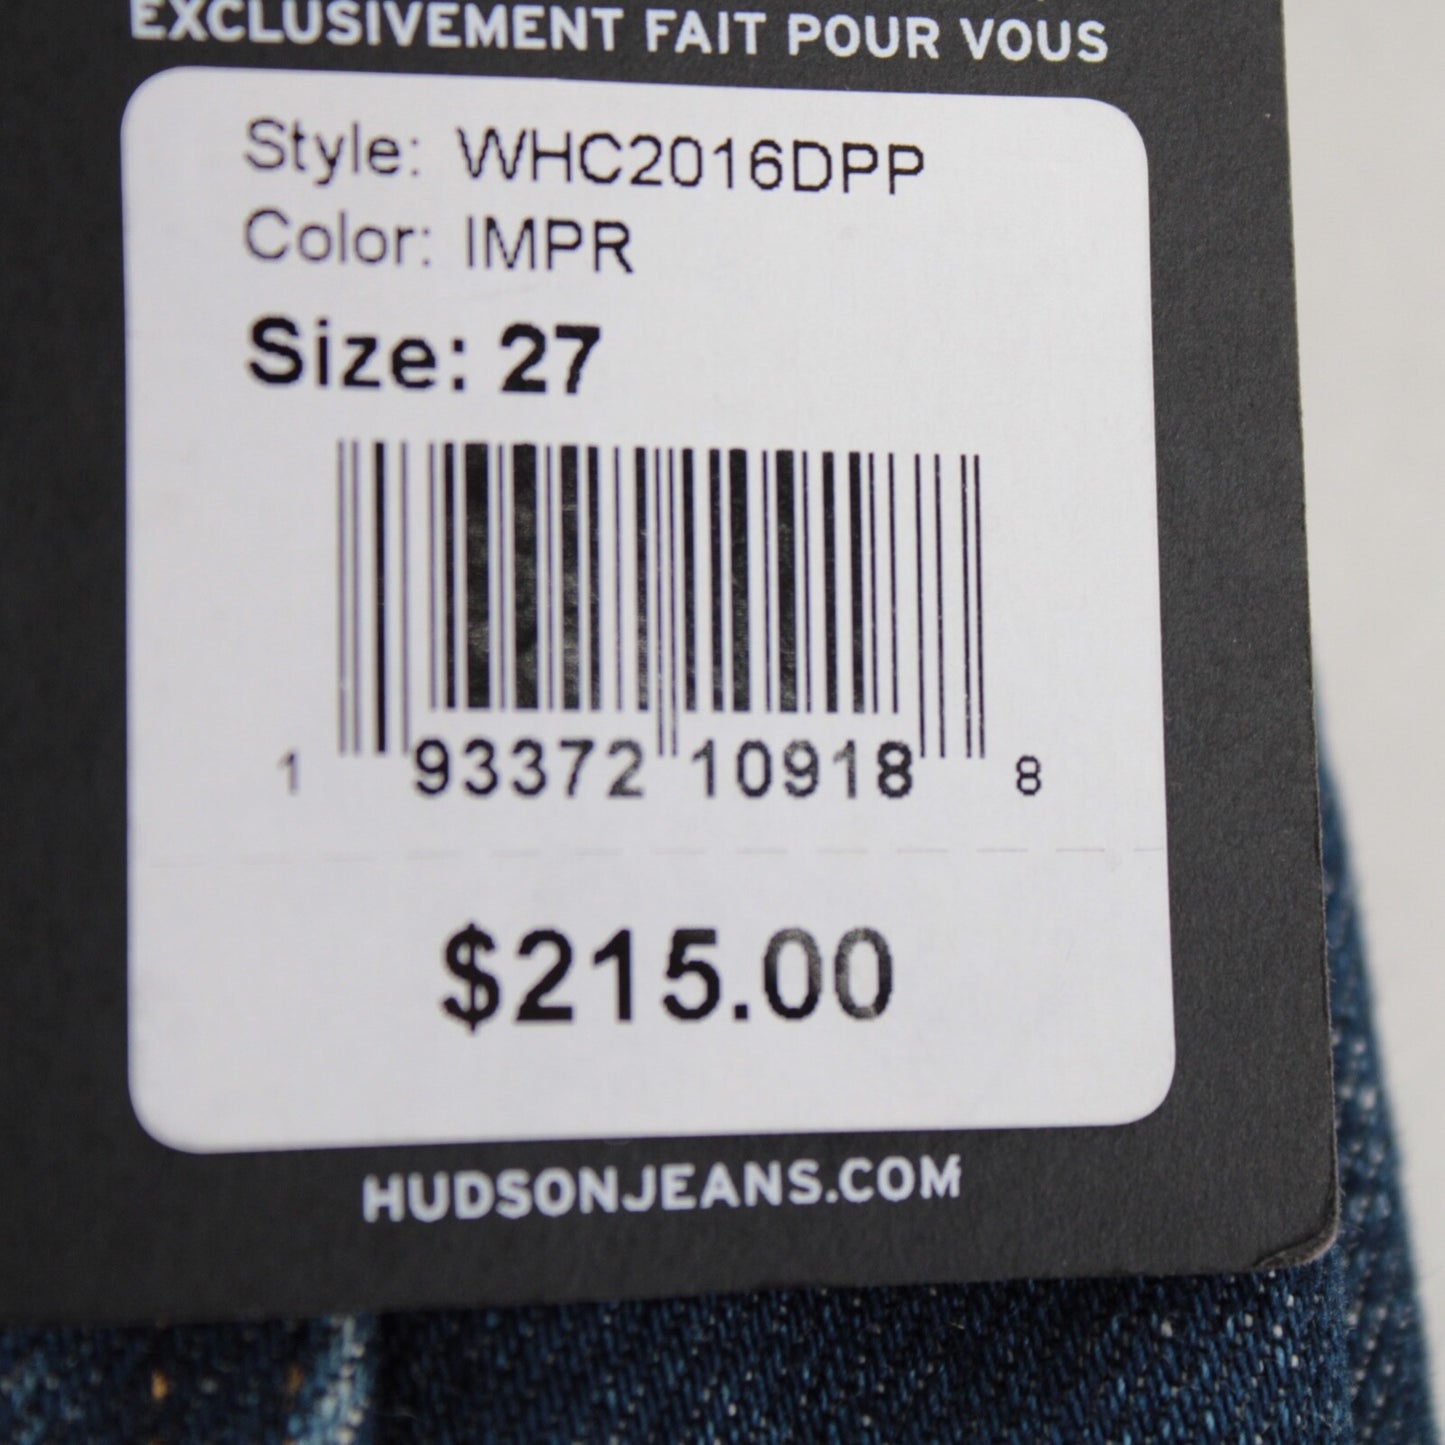 EXCLUSIVEMENT FAIT POUR VOUS
Style: WHC2016DPP
Color: IMPR
Size: 27
1 93372 10918 8
$215.00
HUDSONJEANS.COM